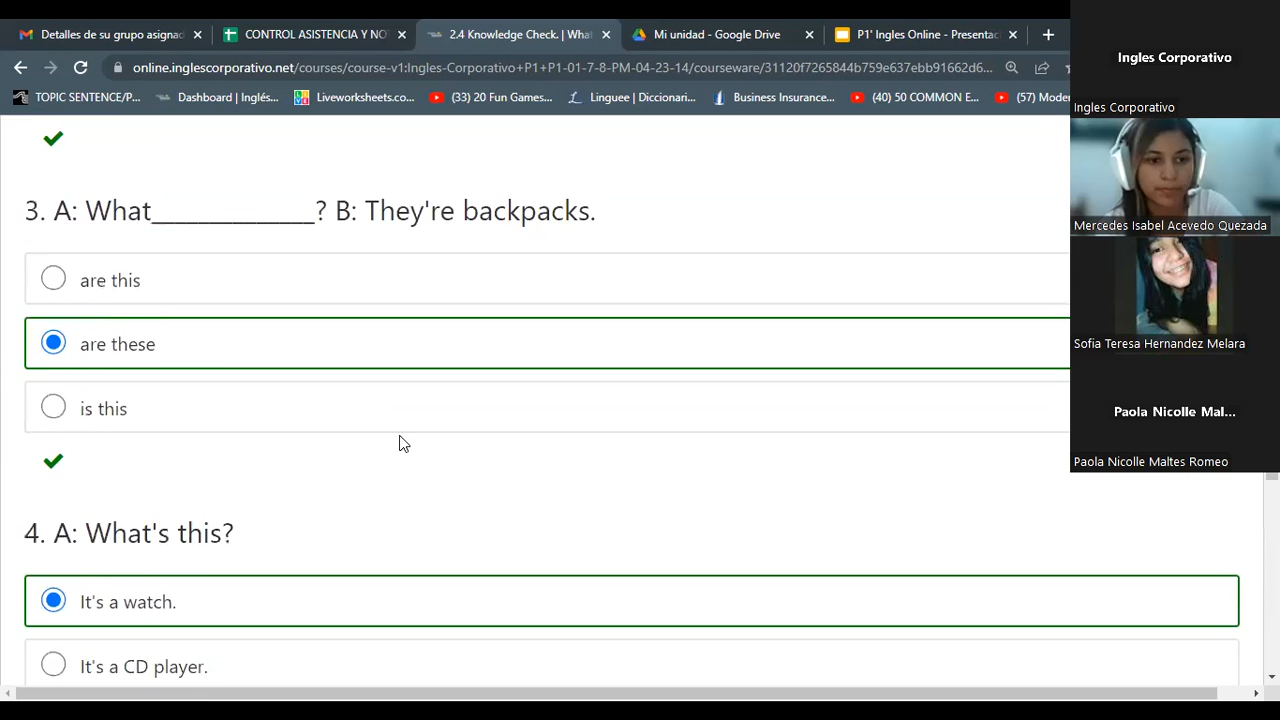 Detalles de su grupo asignad
CONTROL ASISTENCIA Y NO
2.4 Knowledge Check. | What
Mi unidad - Google Drive
P1' Ingles Online - Presentac
online.inglescorporativo.net/courses/course-v1:Ingles-Corporativo+P1+P1-01-7-8-PM-04-23-14/courseware/31120f7265844b759e637ebb91662d6...
TOPIC SENTENCE/P...
Dashboard | Inglés...
Liveworksheets.co...
(33) 20 Fun Games...
Linguee | Diccionari...
Business Insurance...
(40) 50 COMMON E...
(57) Mode
3. A: What______________? B: They're backpacks.
are this
are these
is this
4. A: What's this?
It's a watch.
It's a CD player.
Ingles Corporativo
Ingles Corporativo
Mercedes Isabel Acevedo Quezada
Sofia Teresa Hernandez Melara
Paola Nicolle Mal...
Paola Nicolle Maltes Romeo